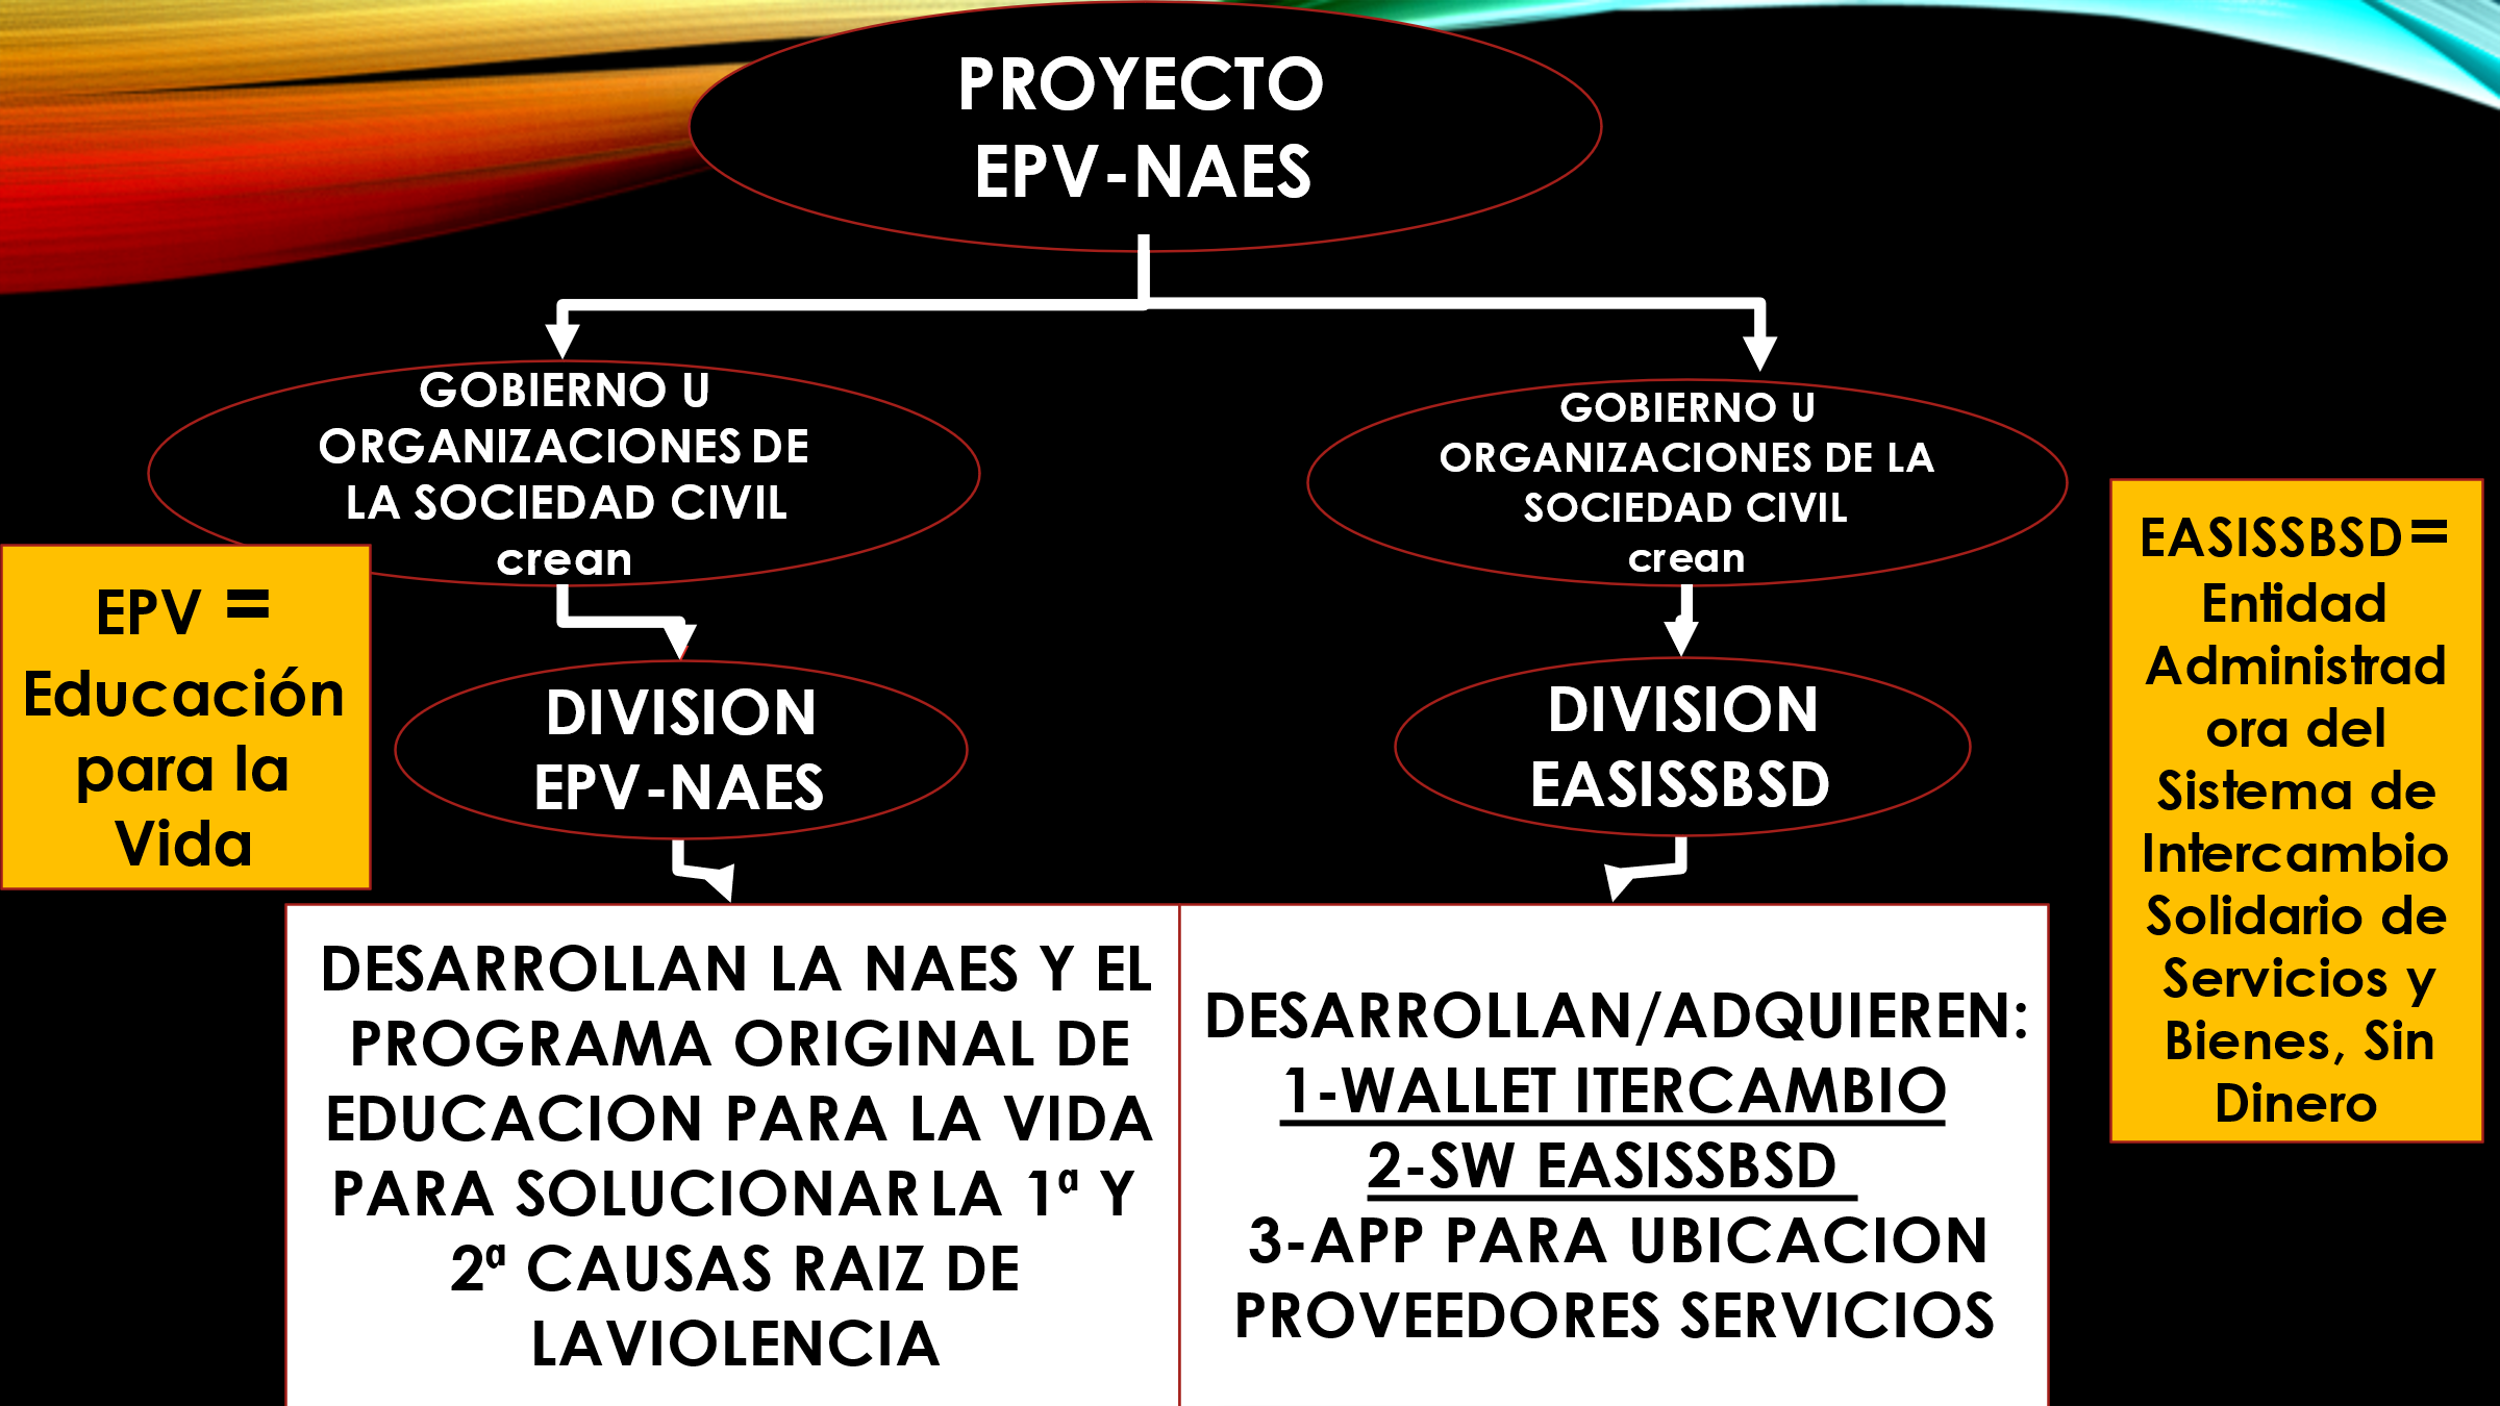 PROYECTO
EPV-NAES
GOBIERNO U
ORGANIZACIONES DE
LA SOCIEDAD CIVIL
crean
GOBIERNO U
ORGANIZACIONES DE LA
SOCIEDAD CIVIL
crean
EPV =
Educación
para la
Vida
DIVISION
EPV-NAES
DIVISION
EASISSBSD
EASISSBSD=
Entidad
Administrad
ora del
Sistema de
Intercambio
Solidario de
Servicios y
Bienes, Sin
Dinero
DESARROLLAN LA NAES Y EL
PROGRAMA ORIGINAL DE
EDUCACION PARA LA VIDA
PARA SOLUCIONAR LA 1ª Y
2ª CAUSAS RAIZ DE
LAVIOLENCIA
DESARROLLAN/ADQUIEREN:
1-WALLET ITERCAMBIO
2-SW EASISSBSD
3-APP PARA UBICACION
PROVEEDORES SERVICIOS